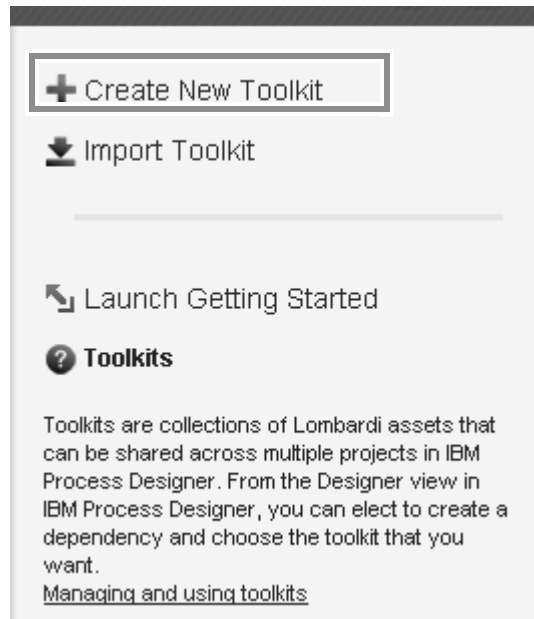 Create New Toolkit
Import Toolkit
Launch Getting Started
? Toolkits
Toolkits are collections of Lombardi assets that
can be shared across multiple projects in IBM
Process Designer. From the Designer view in
IBM Process Designer, you can elect to create a
dependency and choose the toolkit that you
want.
Managing and using toolkits